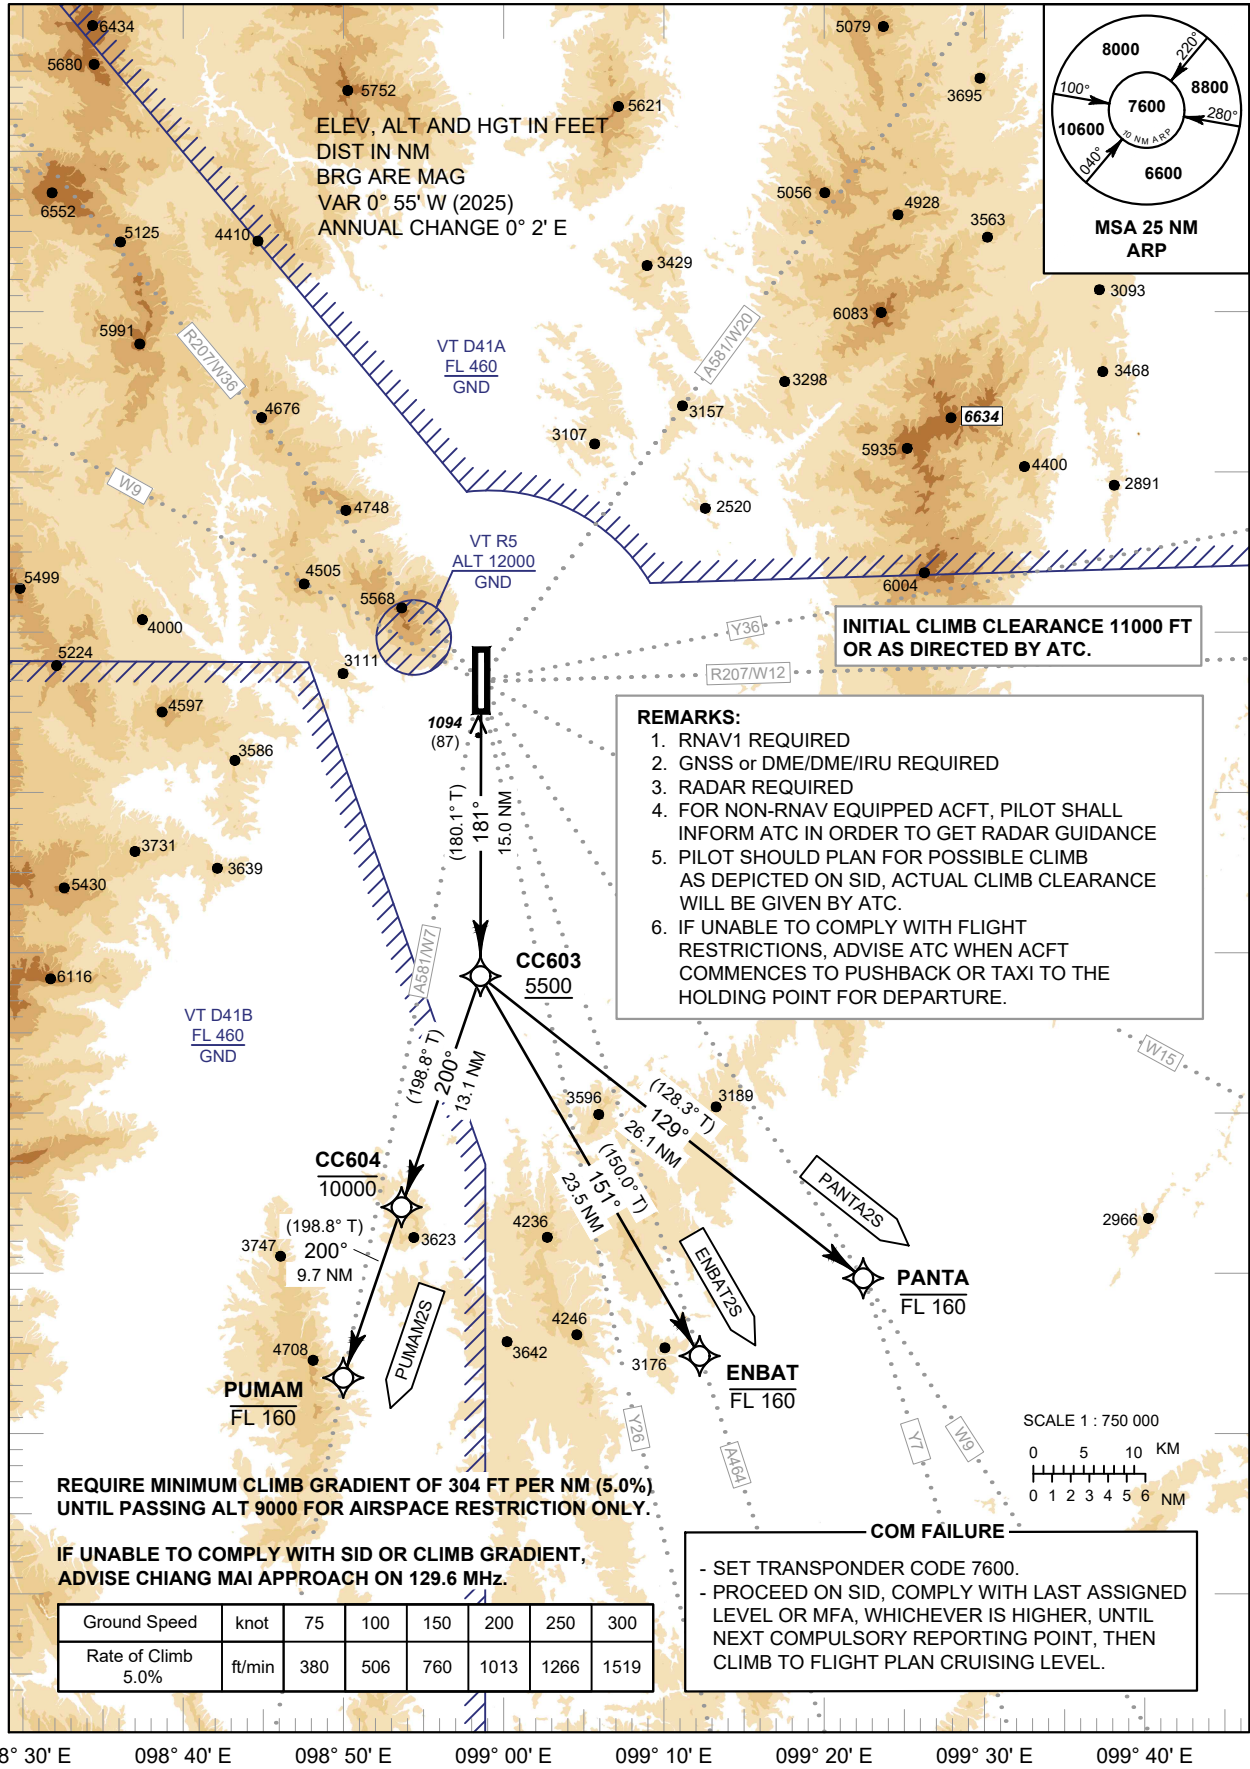 6434
5680
5752
5621
5079
3695
ELEV, ALT AND HGT IN FEET
DIST IN NM
BRG ARE MAG
VAR 0° 55' W (2025)
ANNUAL CHANGE 0° 2' E
8000
220°
100°
8800
7600
280°
10600
10 NM ARP
040°
6600
MSA 25 NM
ARP
6552
5125
4410
5056
4928
3563
3429
3093
5991
6083
R207/W36
VT D41A
FL 460
GND
A581/W20
3298
3468
4676
3157
6634
3107
5935
4400
W9
2891
4748
2520
VT R5
ALT 12000
GND
5499
4505
5568
6004
4000
Y36
INITIAL CLIMB CLEARANCE 11000 FT
OR AS DIRECTED BY ATC.
5224
3111
R207/W12
4597
1094
(87)
3586
REMARKS:
1. RNAV1 REQUIRED
2. GNSS or DME/DME/IRU REQUIRED
3. RADAR REQUIRED
4. FOR NON-RNAV EQUIPPED ACFT, PILOT SHALL
INFORM ATC IN ORDER TO GET RADAR GUIDANCE
5. PILOT SHOULD PLAN FOR POSSIBLE CLIMB
AS DEPICTED ON SID, ACTUAL CLIMB CLEARANCE
WILL BE GIVEN BY ATC.
6. IF UNABLE TO COMPLY WITH FLIGHT
RESTRICTIONS, ADVISE ATC WHEN ACFT
COMMENCES TO PUSHBACK OR TAXI TO THE
HOLDING POINT FOR DEPARTURE.
(180.1° T)
181°
15.0 NM
3731
3639
5430
A581/W7
6116
CC603
5500
VT D41B
FL 460
GND
W15
(198.8° T)
200°
13.1 NM
3596
3189
(128.3° T)
129°
26.1 NM
(150.0° T)
151°
23.5 NM
CC604
10000
PANTA2S
2966
(198.8° T)
200°
9.7 NM
3747
3623
4236
ENBAT2S
PANTA
FL 160
PUMAM2S
4246
3642
3176
4708
ENBAT
FL 160
PUMAM
FL 160
Y26
A464
Y7
W9
SCALE 1 : 750 000
0 5 10 KM
0 1 2 3 4 5 6 NM
REQUIRE MINIMUM CLIMB GRADIENT OF 304 FT PER NM (5.0%)
UNTIL PASSING ALT 9000 FOR AIRSPACE RESTRICTION ONLY.
IF UNABLE TO COMPLY WITH SID OR CLIMB GRADIENT,
ADVISE CHIANG MAI APPROACH ON 129.6 MHz.
Ground Speed knot 75 100 150 200 250 300
Rate of Climb
5.0% ft/min 380 506 760 1013 1266 1519
COM FAILURE
- SET TRANSPONDER CODE 7600.
- PROCEED ON SID, COMPLY WITH LAST ASSIGNED
LEVEL OR MFA, WHICHEVER IS HIGHER, UNTIL
NEXT COMPULSORY REPORTING POINT, THEN
CLIMB TO FLIGHT PLAN CRUISING LEVEL.
8° 30' E 098° 40' E 098° 50' E 099° 00' E 099° 10' E 099° 20' E 099° 30' E 099° 40' E